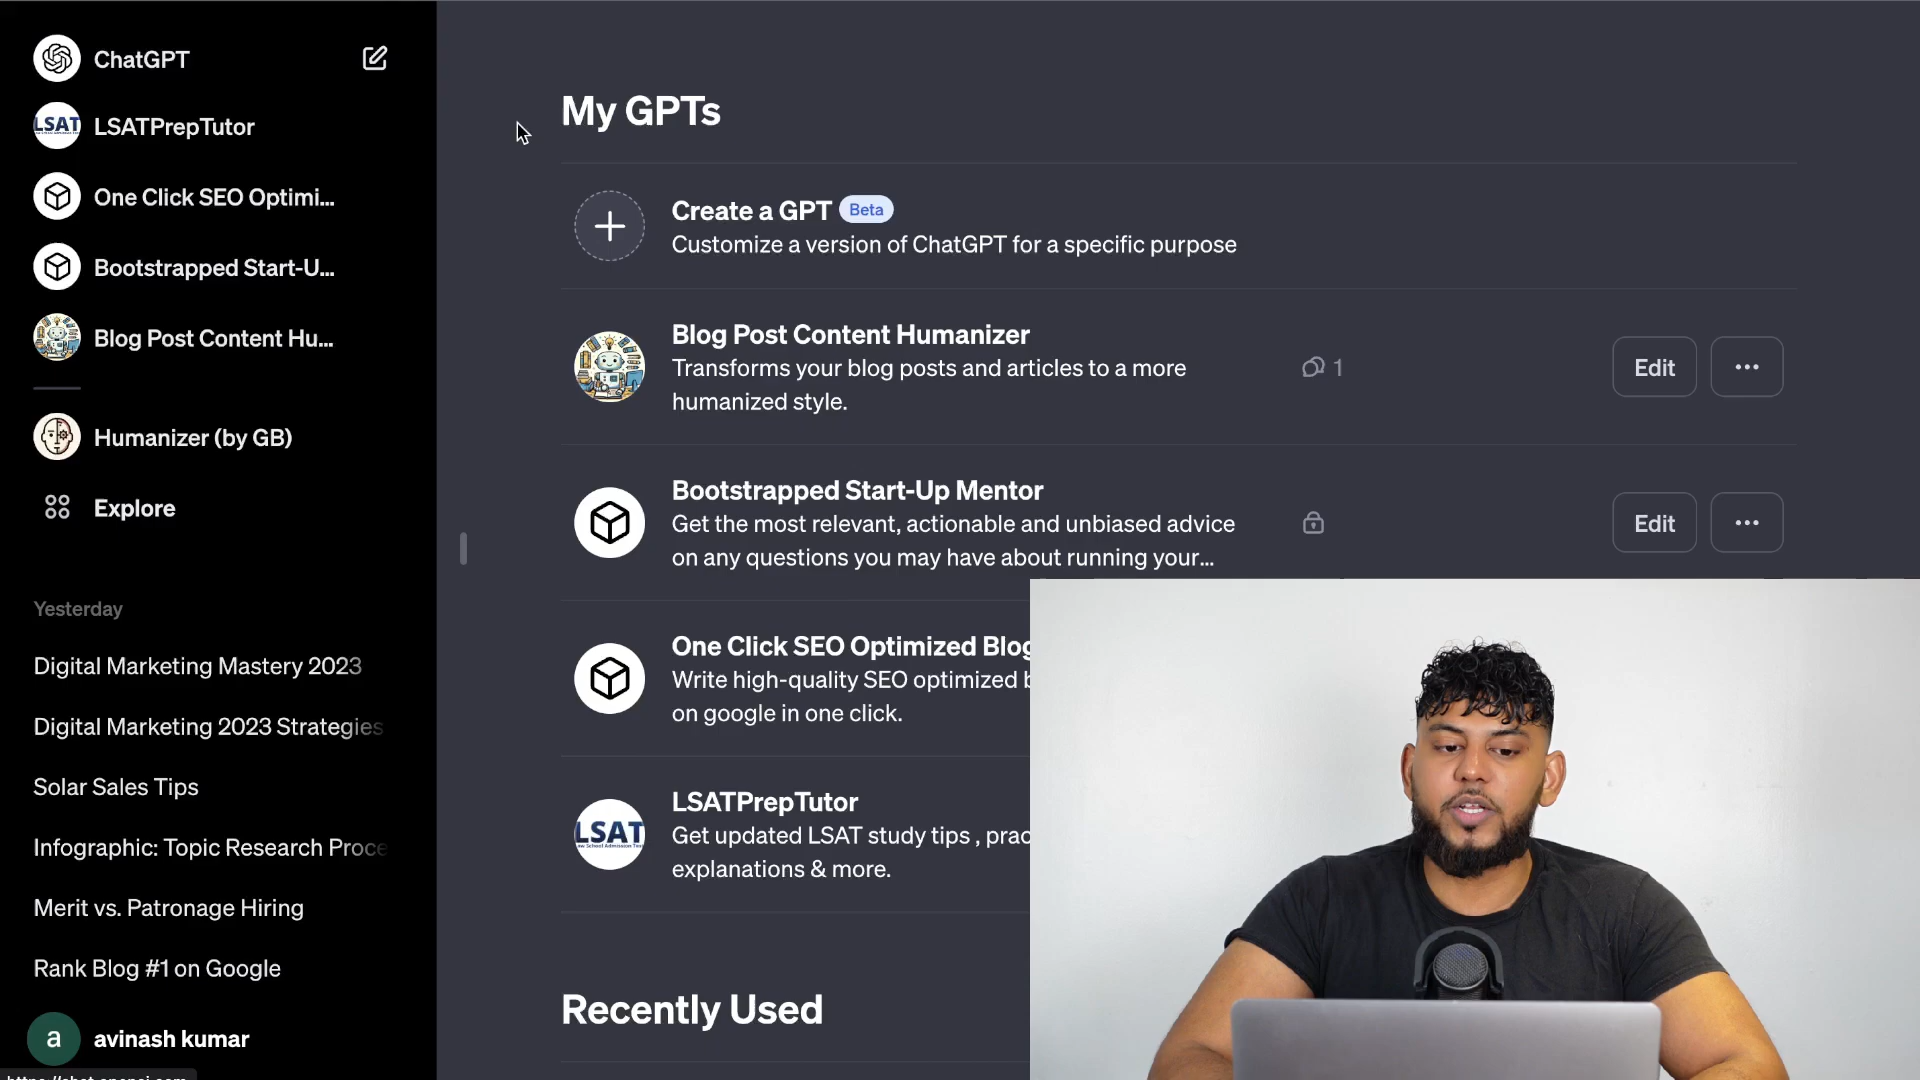 ChatGPT
LSAT
LSATPrepTutor
One Click SEO Optimi...
Bootstrapped Start-U...
Blog Post Content Hu...
Humanizer (by GB)
Explore
Yesterday
Digital Marketing Mastery 2023
Digital Marketing 2023 Strategies
Solar Sales Tips
Infographic: Topic Research Proce
Merit vs. Patronage Hiring
Rank Blog #1 on Google
a
avinash kumar
My GPTs
Create a GPT Beta
Customize a version of ChatGPT for a specific purpose
Blog Post Content Humanizer
Transforms your blog posts and articles to a more
humanized style.
1
Edit
Bootstrapped Start-Up Mentor
Get the most relevant, actionable and unbiased advice
on any questions you may have about running your...
Edit
One Click SEO Optimized Blog
Write high-quality SEO optimized
on google in one click.
LSAT
LSATPrepTutor
Get updated LSAT study tips , prac
explanations & more.
Recently Used